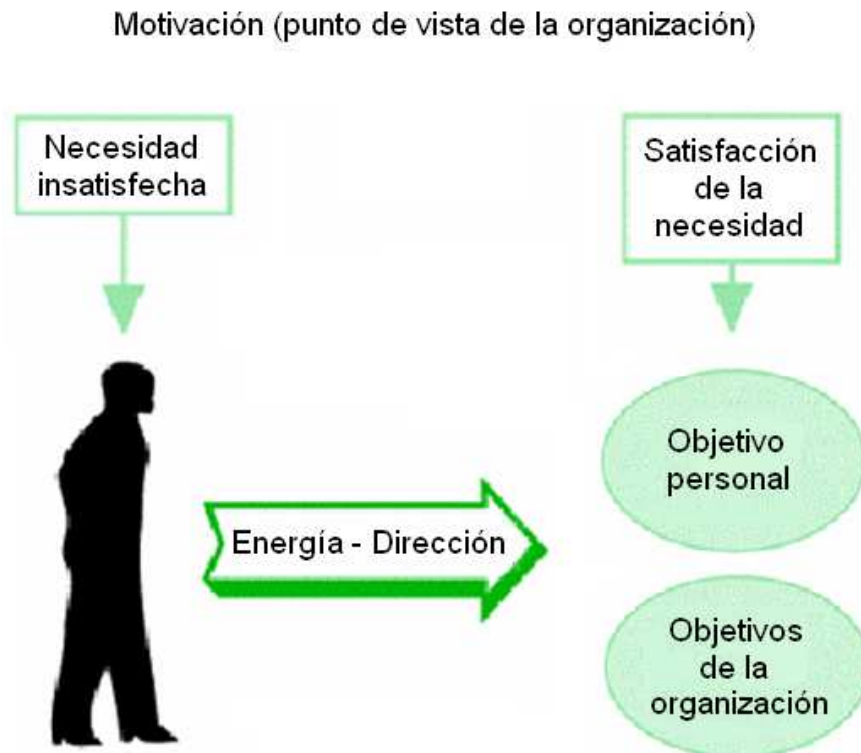 Motivación (punto de vista de la organización)
Necesidad
insatisfecha
Satisfacción
de la
necesidad
Objetivo
personal
Energía - Dirección
Objetivos
de la
organización